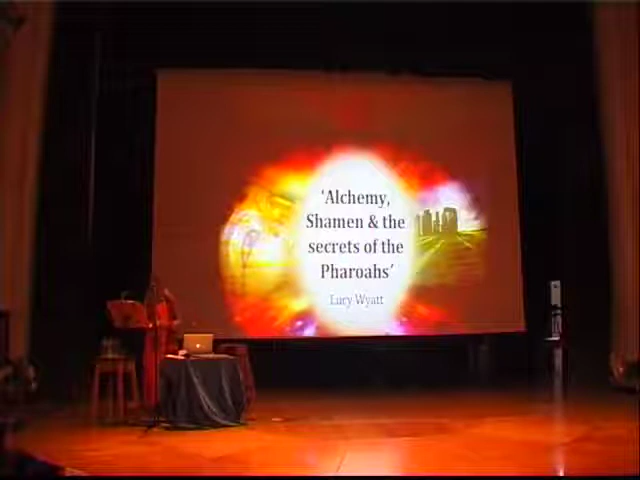 'Alchemy,
Shamen & the
secrets of the
Pharoahs'
Lucy Wyatt